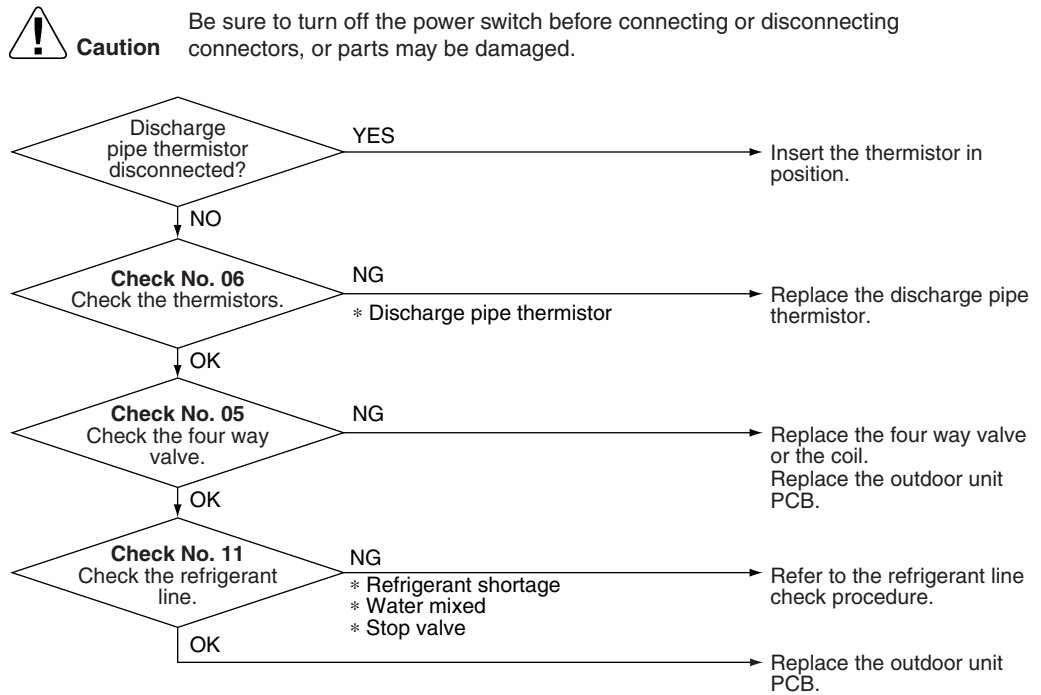 Caution
Be sure to turn off the power switch before connecting or disconnecting
connectors, or parts may be damaged.
Discharge
pipe thermistor
disconnected?
YES
Insert the thermistor in
position.
NO
Check No. 06
Check the thermistors.
NG
* Discharge pipe thermistor
Replace the discharge pipe
thermistor.
OK
Check No. 05
Check the four way
valve.
NG
Replace the four way valve
or the coil.
Replace the outdoor unit
PCB.
OK
Check No. 11
Check the refrigerant
line.
NG
* Refrigerant shortage
* Water mixed
* Stop valve
Refer to the refrigerant line
check procedure.
OK
Replace the outdoor unit
PCB.